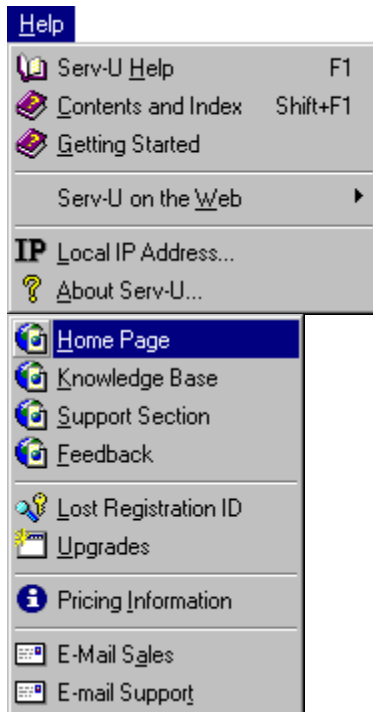 Help
Serv-U Help F1
Contents and Index Shift+F1
Getting Started
Serv-U on the Web
IP Local IP Address...
About Serv-U...
Home Page
Knowledge Base
Support Section
Feedback
Lost Registration ID
Upgrades
Pricing Information
E-Mail Sales
E-mail Support